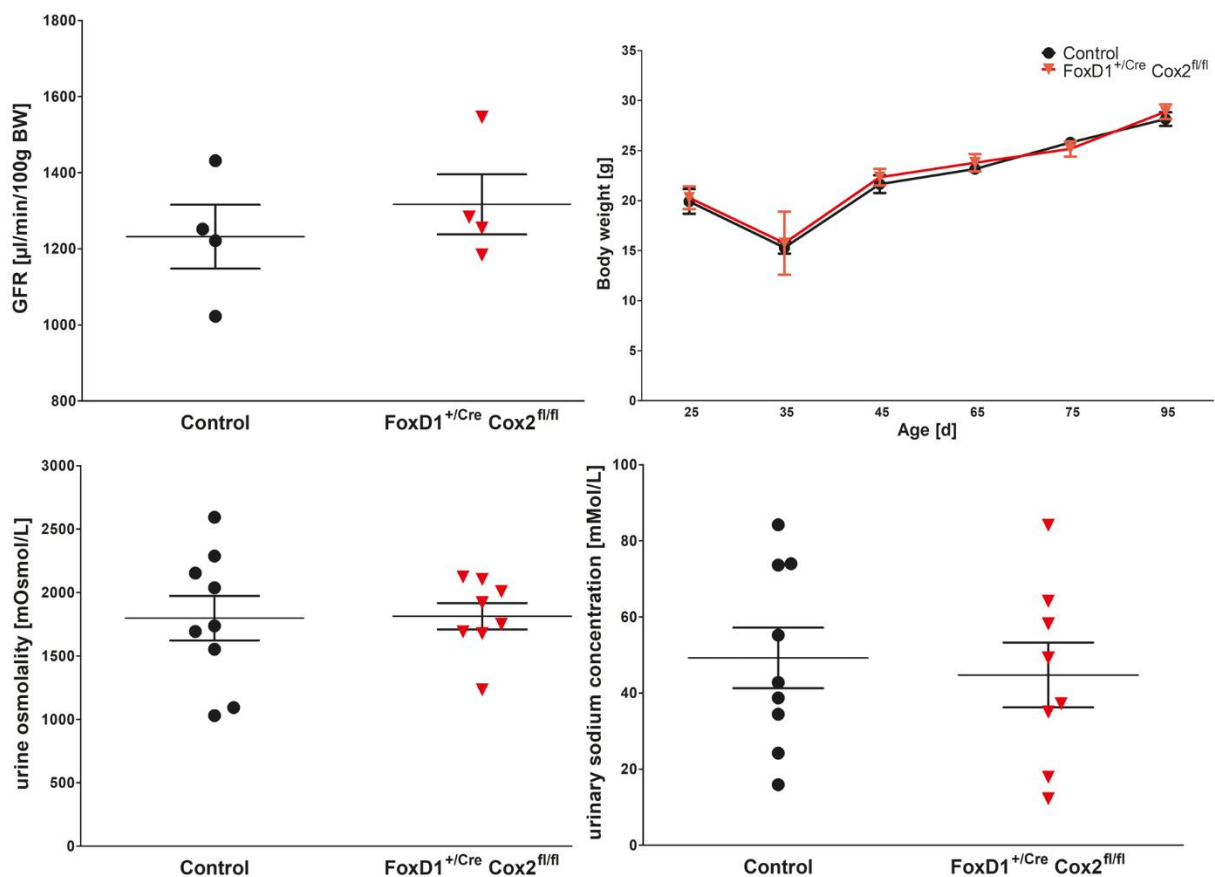 GFR [µl/min/100g BW]
1800
1600
1400
1200
1000
800
Control
FoxD1+/Cre Cox2fl/fl
Body weight [g]
35
30
25
20
15
10
5
0
25 35 45 65 75 95
Age [d]
Control
FoxD1+/Cre Cox2fl/fl
urine osmolality [mOsmol/L]
3000
2500
2000
1500
1000
500
0
Control
FoxD1+/Cre Cox2fl/fl
urinary sodium concentration [mMol/L]
100
80
60
40
20
0
Control
FoxD1+/Cre Cox2fl/fl